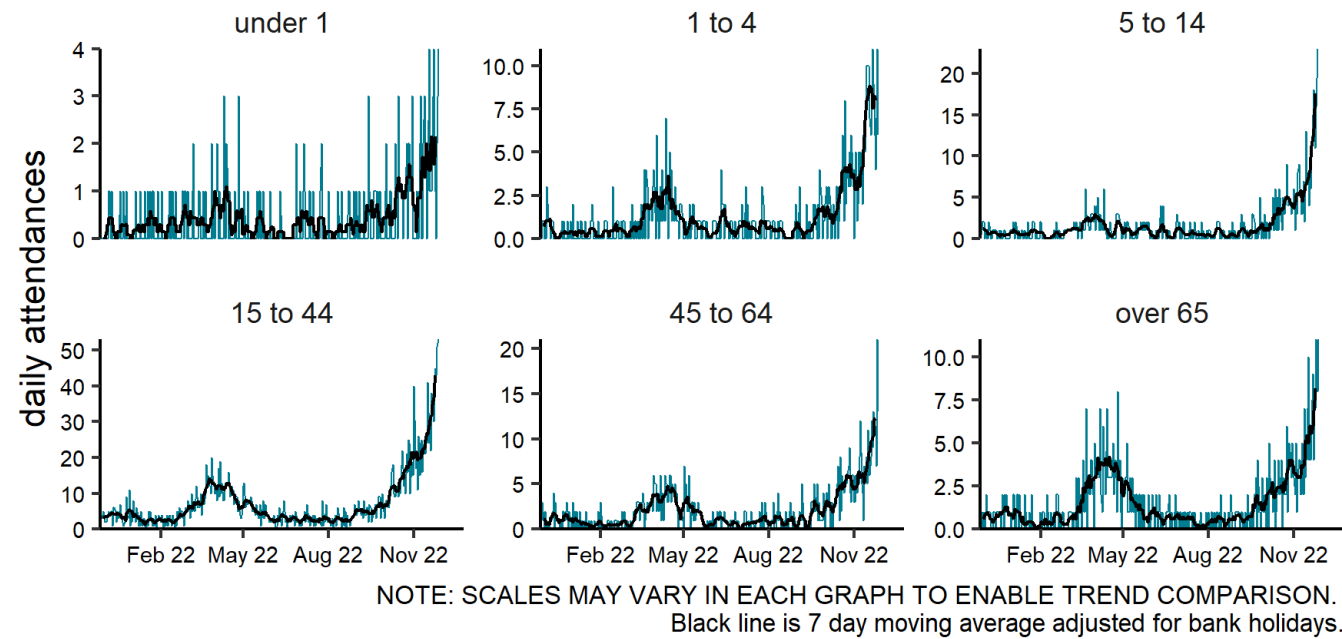 under 1
1 to 4
5 to 14
4
3
2
1
0
10.0
7.5
5.0
2.5
0.0
20
15
10
5
0
daily attendances
15 to 44
45 to 64
over 65
50
40
30
20
10
0
20
15
10
5
0
10.0
7.5
5.0
2.5
0.0
Feb 22 May 22 Aug 22 Nov 22
Feb 22 May 22 Aug 22 Nov 22
Feb 22 May 22 Aug 22 Nov 22
NOTE: SCALES MAY VARY IN EACH GRAPH TO ENABLE TREND COMPARISON.
Black line is 7 day moving average adjusted for bank holidays.